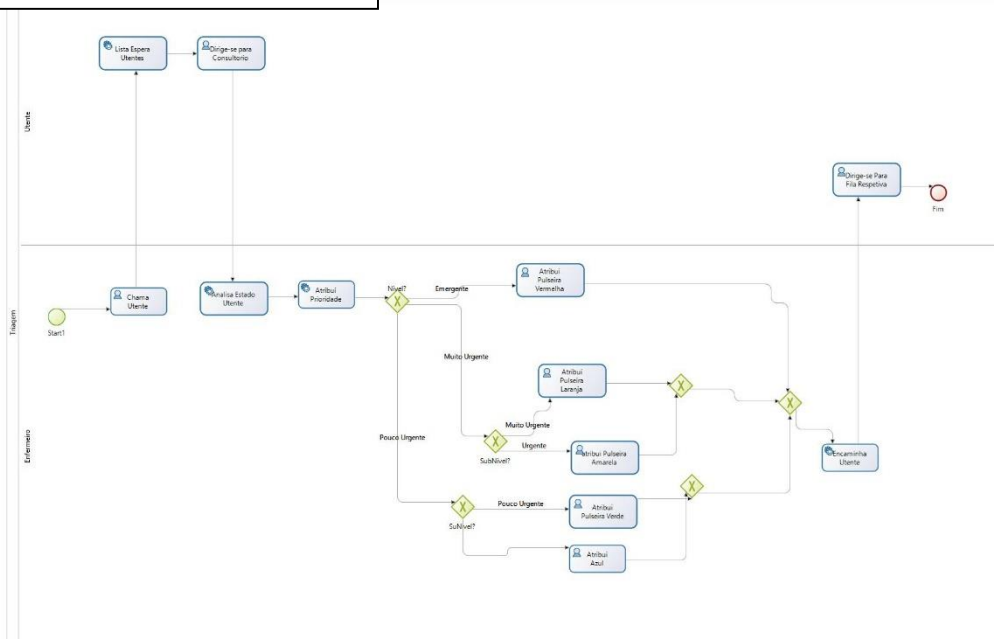 Lista Espera
Utentes
Dirige-se para
Consultorio
Utente
Dirige-se Para
Fila Respetiva
Fim
Triagem
Enfermeiro
Start1
Chama
Utente
Analisa Estado
Utente
Atribui
Prioridade
Nivel?
Emergente
Atribui
Pulseira
Vermelha
Muito Urgente
Atribui
Pulseira
Laranja
Muito Urgente
SubNivel?
Urgente
Atribui Pulseira
Amarela
Pouco Urgente
SuNivel?
Pouco Urgente
Atribui
Pulseira Verde
Atribui
Azul
Encaminha
Utente